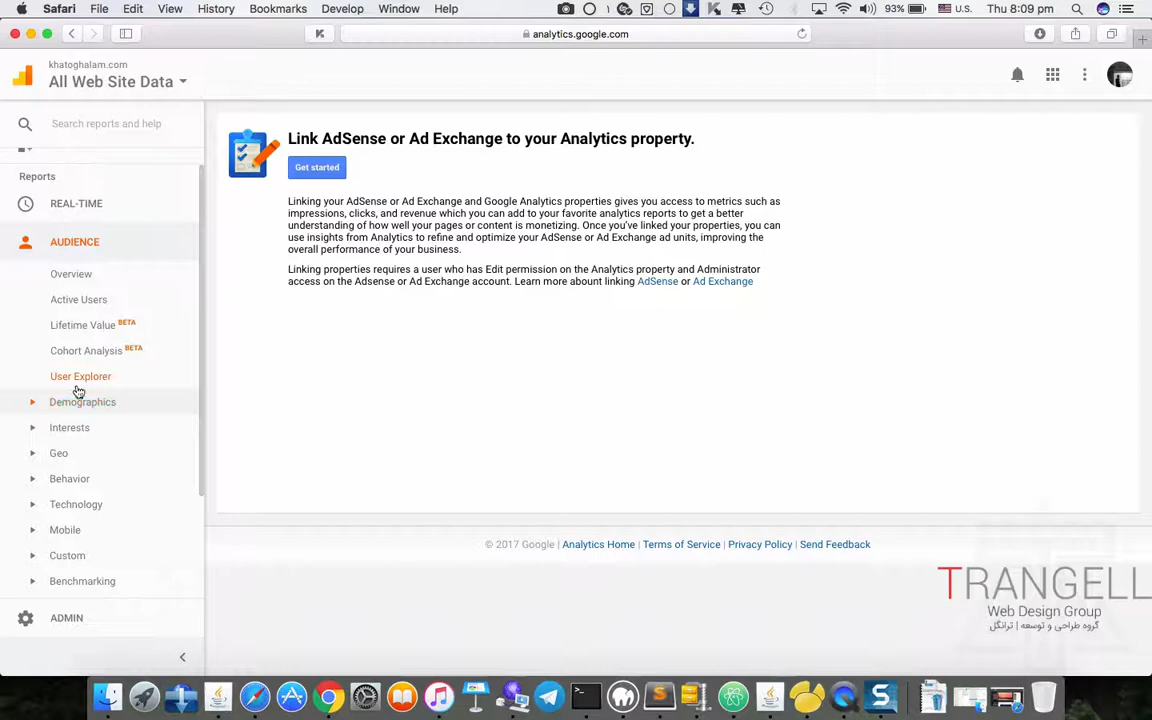 Safari File Edit View History Bookmarks Develop Window Help
93% U.S. Thu 8:09 pm
analytics.google.com
khatoghalam.com
All Web Site Data
Search reports and help
Reports
REAL-TIME
AUDIENCE
Overview
Active Users
Lifetime Value BETA
Cohort Analysis BETA
User Explorer
Demographics
Interests
Geo
Behavior
Technology
Mobile
Custom
Benchmarking
ADMIN
Link AdSense or Ad Exchange to your Analytics property.
Get started
Linking your AdSense or Ad Exchange and Google Analytics properties gives you access to metrics such as
impressions, clicks, and revenue which you can add to your favorite analytics reports to get a better
understanding of how well your pages or content is monetizing. Once you've linked your properties, you can
use insights from Analytics to refine and optimize your AdSense or Ad Exchange ad units, improving the
overall performance of your business.
Linking properties requires a user who has Edit permission on the Analytics property and Administrator
access on the Adsense or Ad Exchange account. Learn more abount linking AdSense or Ad Exchange
© 2017 Google | Analytics Home | Terms of Service | Privacy Policy | Send Feedback
TRANGELL
Web Design Group
گروه طراحی و توسعه | ترانگل